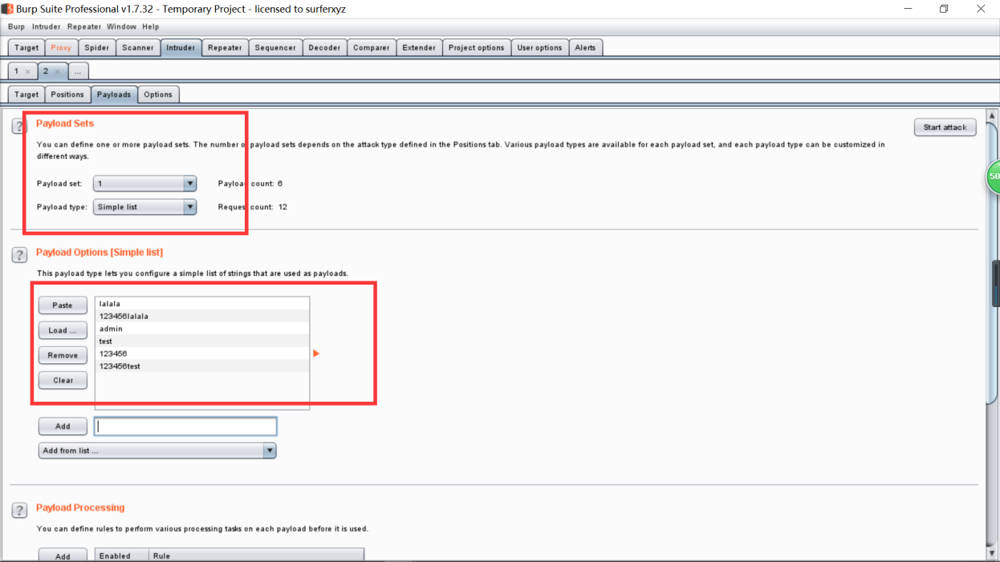 Burp Suite Professional v1.7.32 - Temporary Project - licensed to surferxyz
Burp Intruder Repeater Window Help
Target Proxy Spider Scanner Intruder Repeater Sequencer Decoder Comparer Extender Project options User options Alerts
1 × 2 × ...
Target Positions Payloads Options
? Payload Sets
Start attack
You can define one or more payload sets. The number of payload sets depends on the attack type defined in the Positions tab. Various payload types are available for each payload set, and each payload type can be customized in
different ways.
50
Payload set: 1 Payload count: 6
Payload type: Simple list Request count: 12
? Payload Options [Simple list]
This payload type lets you configure a simple list of strings that are used as payloads.
Paste
Load ...
Remove
Clear
lalala
123456lalala
admin
test
123456
123456test
Add
Add from list ...
? Payload Processing
You can define rules to perform various processing tasks on each payload before it is used.
Add Enabled Rule